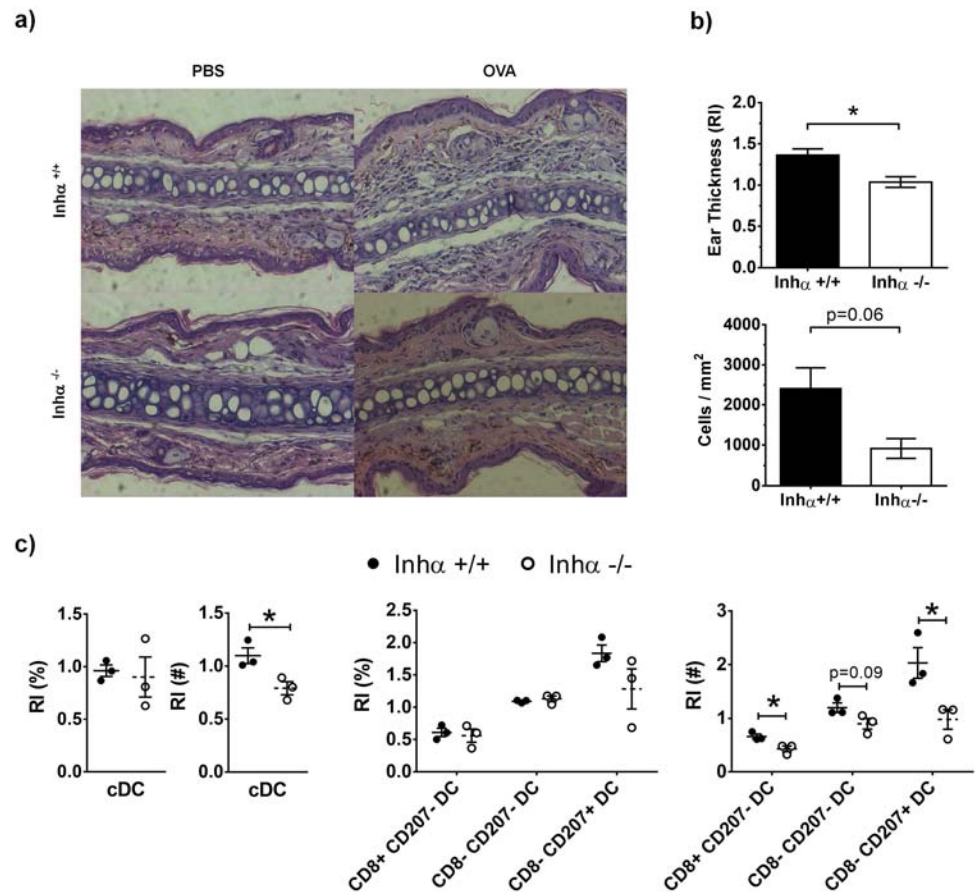 a)
PBS
OVA
Inhα +/+
Inhα -/-
b)
Ear Thickness (RI)
2.0
1.5
1.0
0.5
0.0
*
Inhα +/+
Inhα -/-
Cells / mm2
4000
3000
2000
1000
0
p=0.06
Inhα+/+
Inhα-/-
c)
Inhα +/+
Inhα -/-
RI (%)
1.5
1.0
0.5
0.0
cDC
RI (#)
1.5
1.0
0.5
0.0
*
cDC
RI (%)
2.5
2.0
1.5
1.0
0.5
0.0
CD8+ CD207- DC
CD8- CD207- DC
CD8- CD207+ DC
RI (#)
3
2
1
0
*
p=0.09
*
CD8+ CD207- DC
CD8- CD207- DC
CD8- CD207+ DC